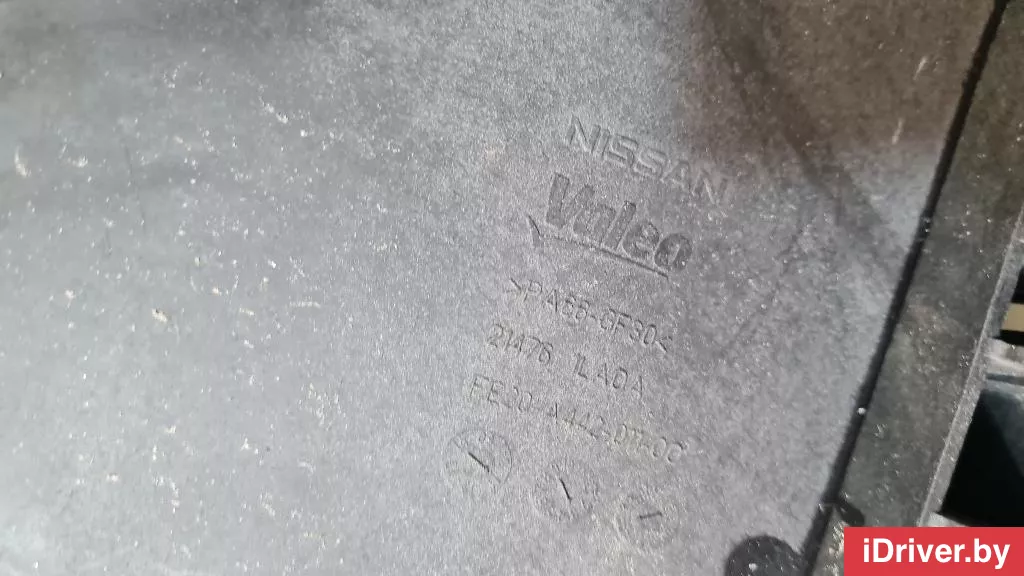 NISSAN
Valeo
>PA66-GF30<
21476 1LA0A
iDriver.by